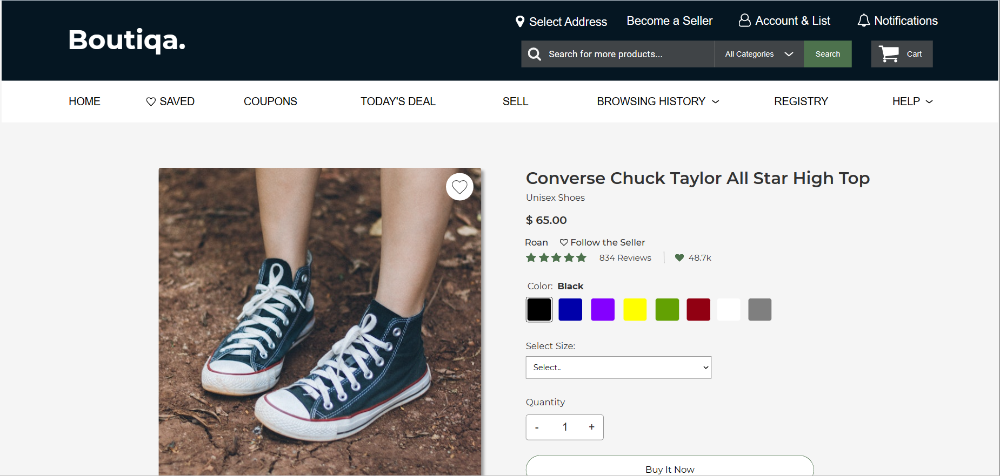 Boutiqa.
Select Address
Become a Seller
Account & List
Notifications
Search for more products...
All Categories
Search
Cart
HOME
SAVED
COUPONS
TODAY'S DEAL
SELL
BROWSING HISTORY
REGISTRY
HELP
Converse Chuck Taylor All Star High Top
Unisex Shoes
$ 65.00
Roan
Follow the Seller
834 Reviews
48.7k
Color: Black
Select Size:
Select..
Quantity
- 1 +
Buy It Now